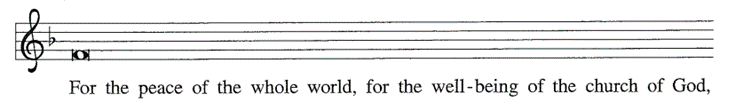 For the peace of the whole world, for the well-being of the church of God,